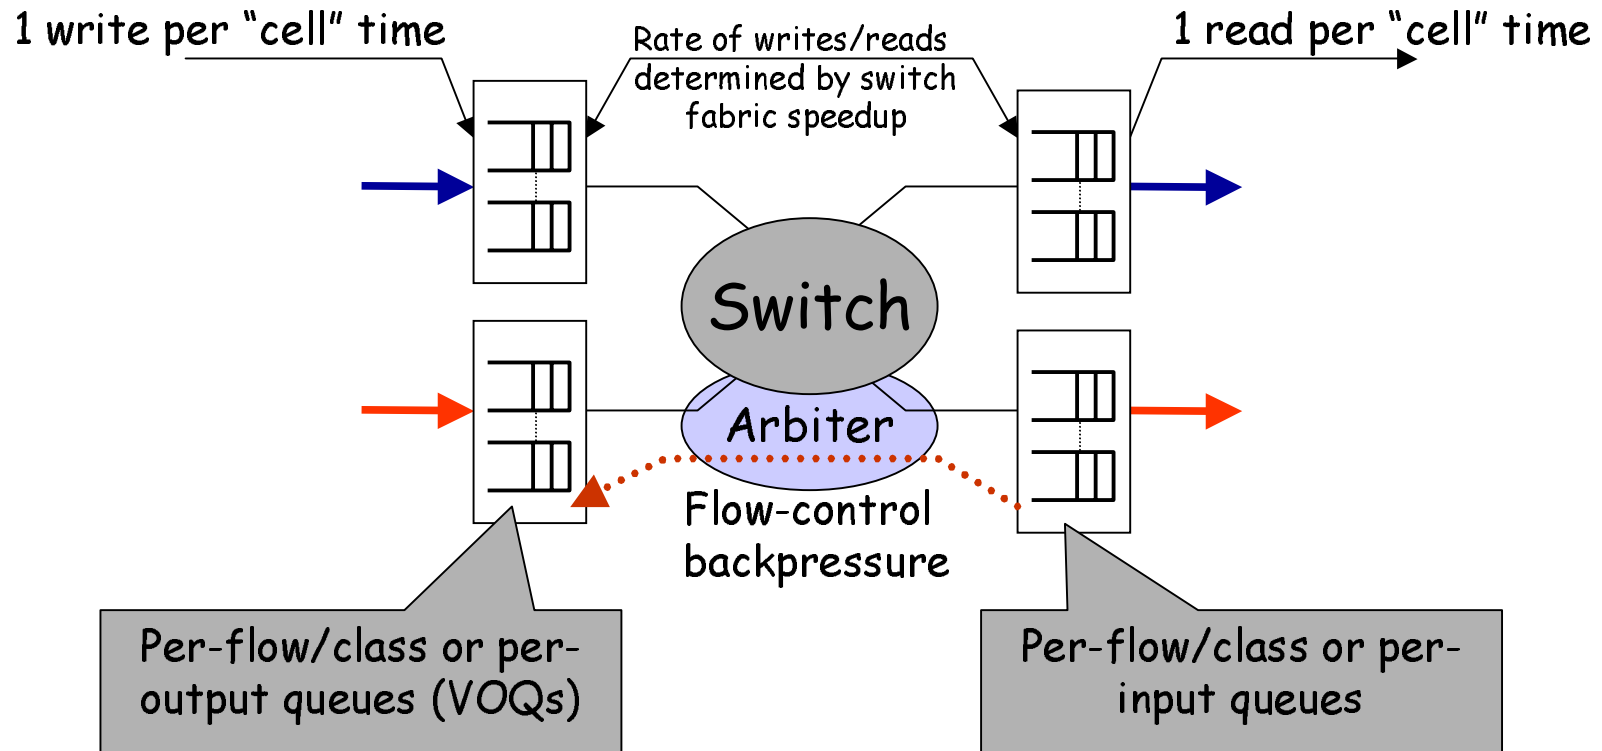 1 write per “cell” time
Rate of writes/reads
determined by switch
fabric speedup
1 read per “cell” time
Switch
Arbiter
Flow-control
backpressure
Per-flow/class or per-
output queues (VOQs)
Per-flow/class or per-
input queues